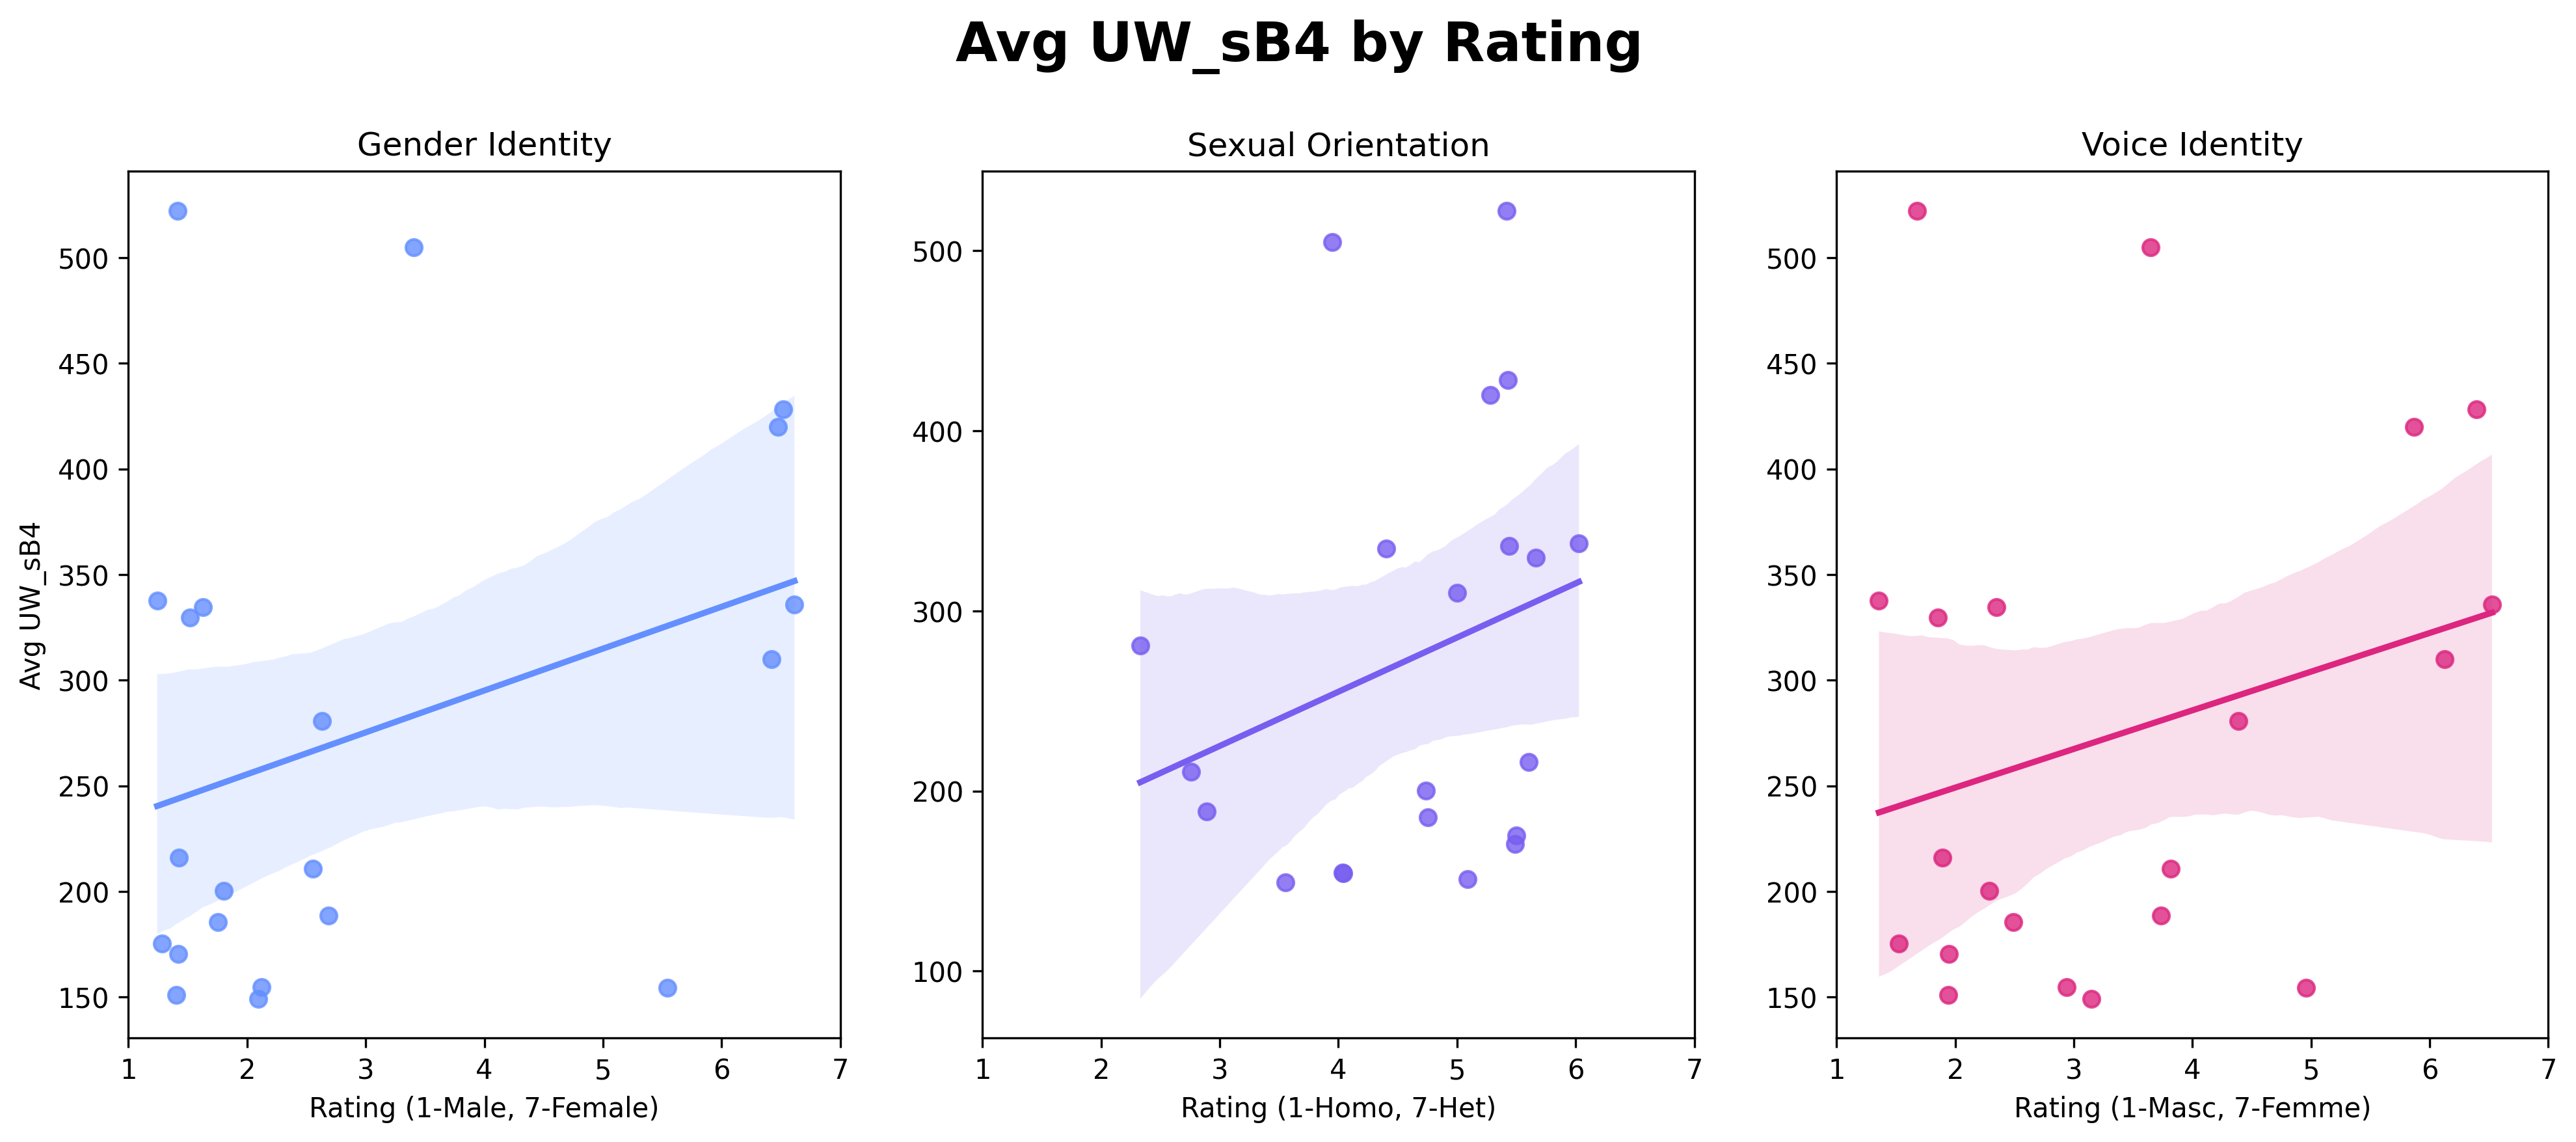 Avg UW_sB4 by Rating
Gender Identity
Avg UW_sB4
500
450
400
350
300
250
200
150
1 2 3 4 5 6 7
Rating (1-Male, 7-Female)
Sexual Orientation
500
400
300
200
100
1 2 3 4 5 6 7
Rating (1-Homo, 7-Het)
Voice Identity
500
450
400
350
300
250
200
150
1 2 3 4 5 6 7
Rating (1-Masc, 7-Femme)